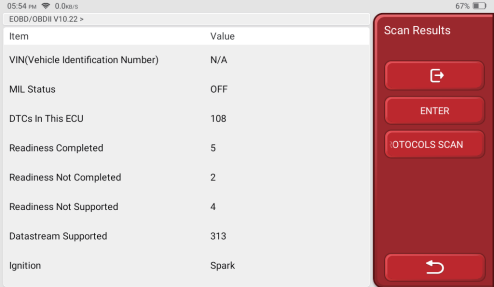 05:54 PM 0.0KB/S 67%
EOBD/OBDII V10.22 >
Scan Results
Item Value
VIN(Vehicle Identification Number) N/A
MIL Status OFF
DTCs In This ECU 108
Readiness Completed 5
Readiness Not Completed 2
Readiness Not Supported 4
Datastream Supported 313
Ignition Spark
ENTER
OTOCOLS SCAN